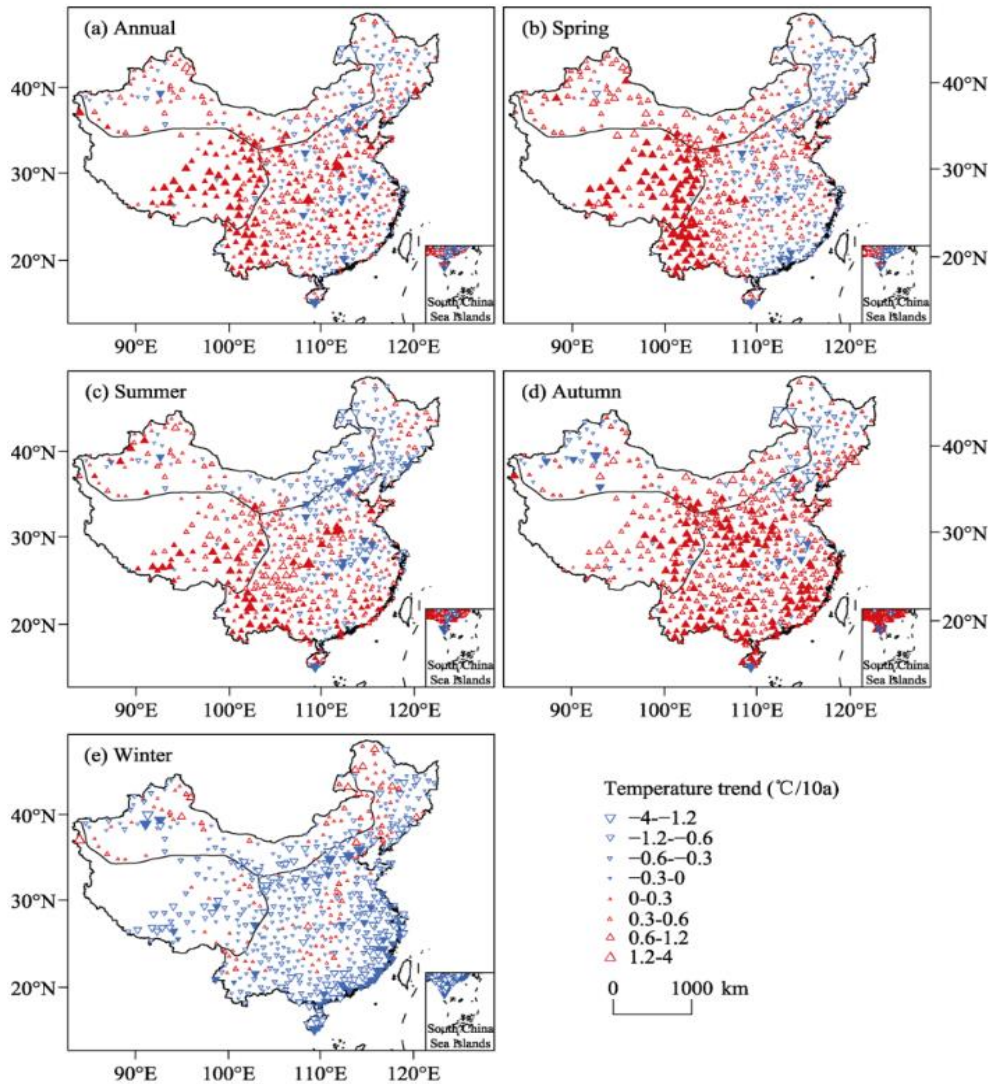 (a) Annual
(b) Spring
40°N
30°N
20°N
40°N
30°N
20°N
South China
Sea Islands
South China
Sea Islands
90°E 100°E 110°E 120°E
90°E 100°E 110°E 120°E
(c) Summer
(d) Autumn
40°N
30°N
20°N
40°N
30°N
20°N
South China
Sea Islands
South China
Sea Islands
90°E 100°E 110°E 120°E
90°E 100°E 110°E 120°E
(e) Winter
40°N
30°N
20°N
South China
Sea Islands
90°E 100°E 110°E 120°E
Temperature trend (℃/10a)
−4-−1.2
−1.2-−0.6
−0.6-−0.3
−0.3-0
0-0.3
0.3-0.6
0.6-1.2
1.2-4
0 1000 km